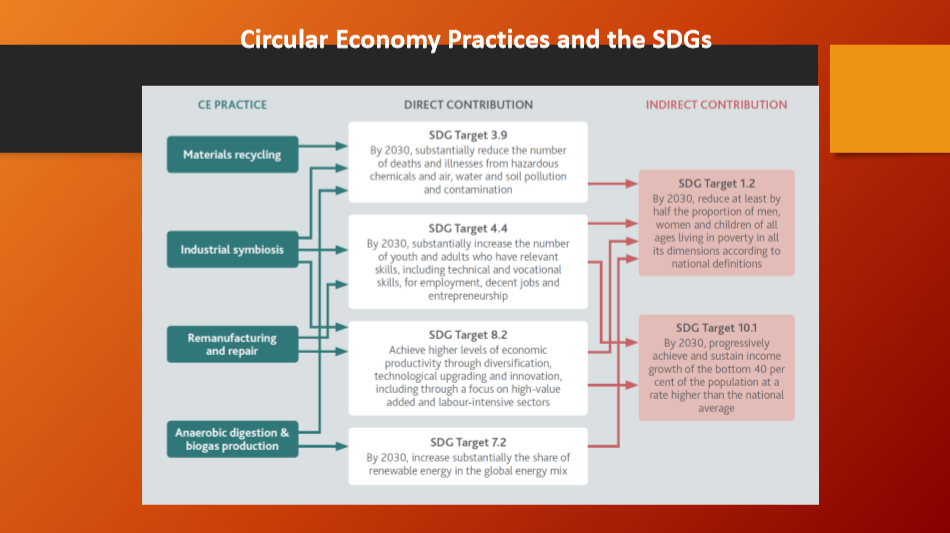 Circular Economy Practices and the SDGs
CE PRACTICE
DIRECT CONTRIBUTION
INDIRECT CONTRIBUTION
Materials recycling
Industrial symbiosis
Remanufacturing
and repair
Anaerobic digestion &
biogas production
SDG Target 3.9
By 2030, substantially reduce the number
of deaths and illnesses from hazardous
chemicals and air, water and soil pollution
and contamination
SDG Target 4.4
By 2030, substantially increase the number
of youth and adults who have relevant
skills, including technical and vocational
skills, for employment, decent jobs and
entrepreneurship
SDG Target 8.2
Achieve higher levels of economic
productivity through diversification,
technological upgrading and innovation,
including through a focus on high-value
added and labour-intensive sectors
SDG Target 7.2
By 2030, increase substantially the share of
renewable energy in the global energy mix
SDG Target 1.2
By 2030, reduce at least by
half the proportion of men,
women and children of all
ages living in poverty in all
its dimensions according to
national definitions
SDG Target 10.1
By 2030, progressively
achieve and sustain income
growth of the bottom 40 per
cent of the population at a
rate higher than the national
average